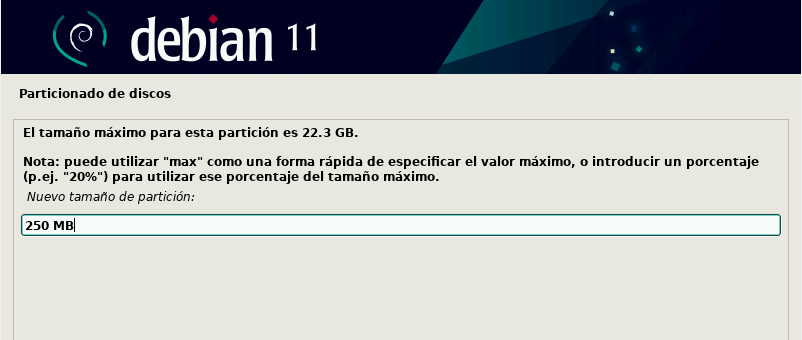 debian 11
Particionado de discos
El tamaño máximo para esta partición es 22.3 GB.
Nota: puede utilizar "max" como una forma rápida de especificar el valor máximo, o introducir un porcentaje
(p.ej. "20%") para utilizar ese porcentaje del tamaño máximo.
Nuevo tamaño de partición:
250 MB